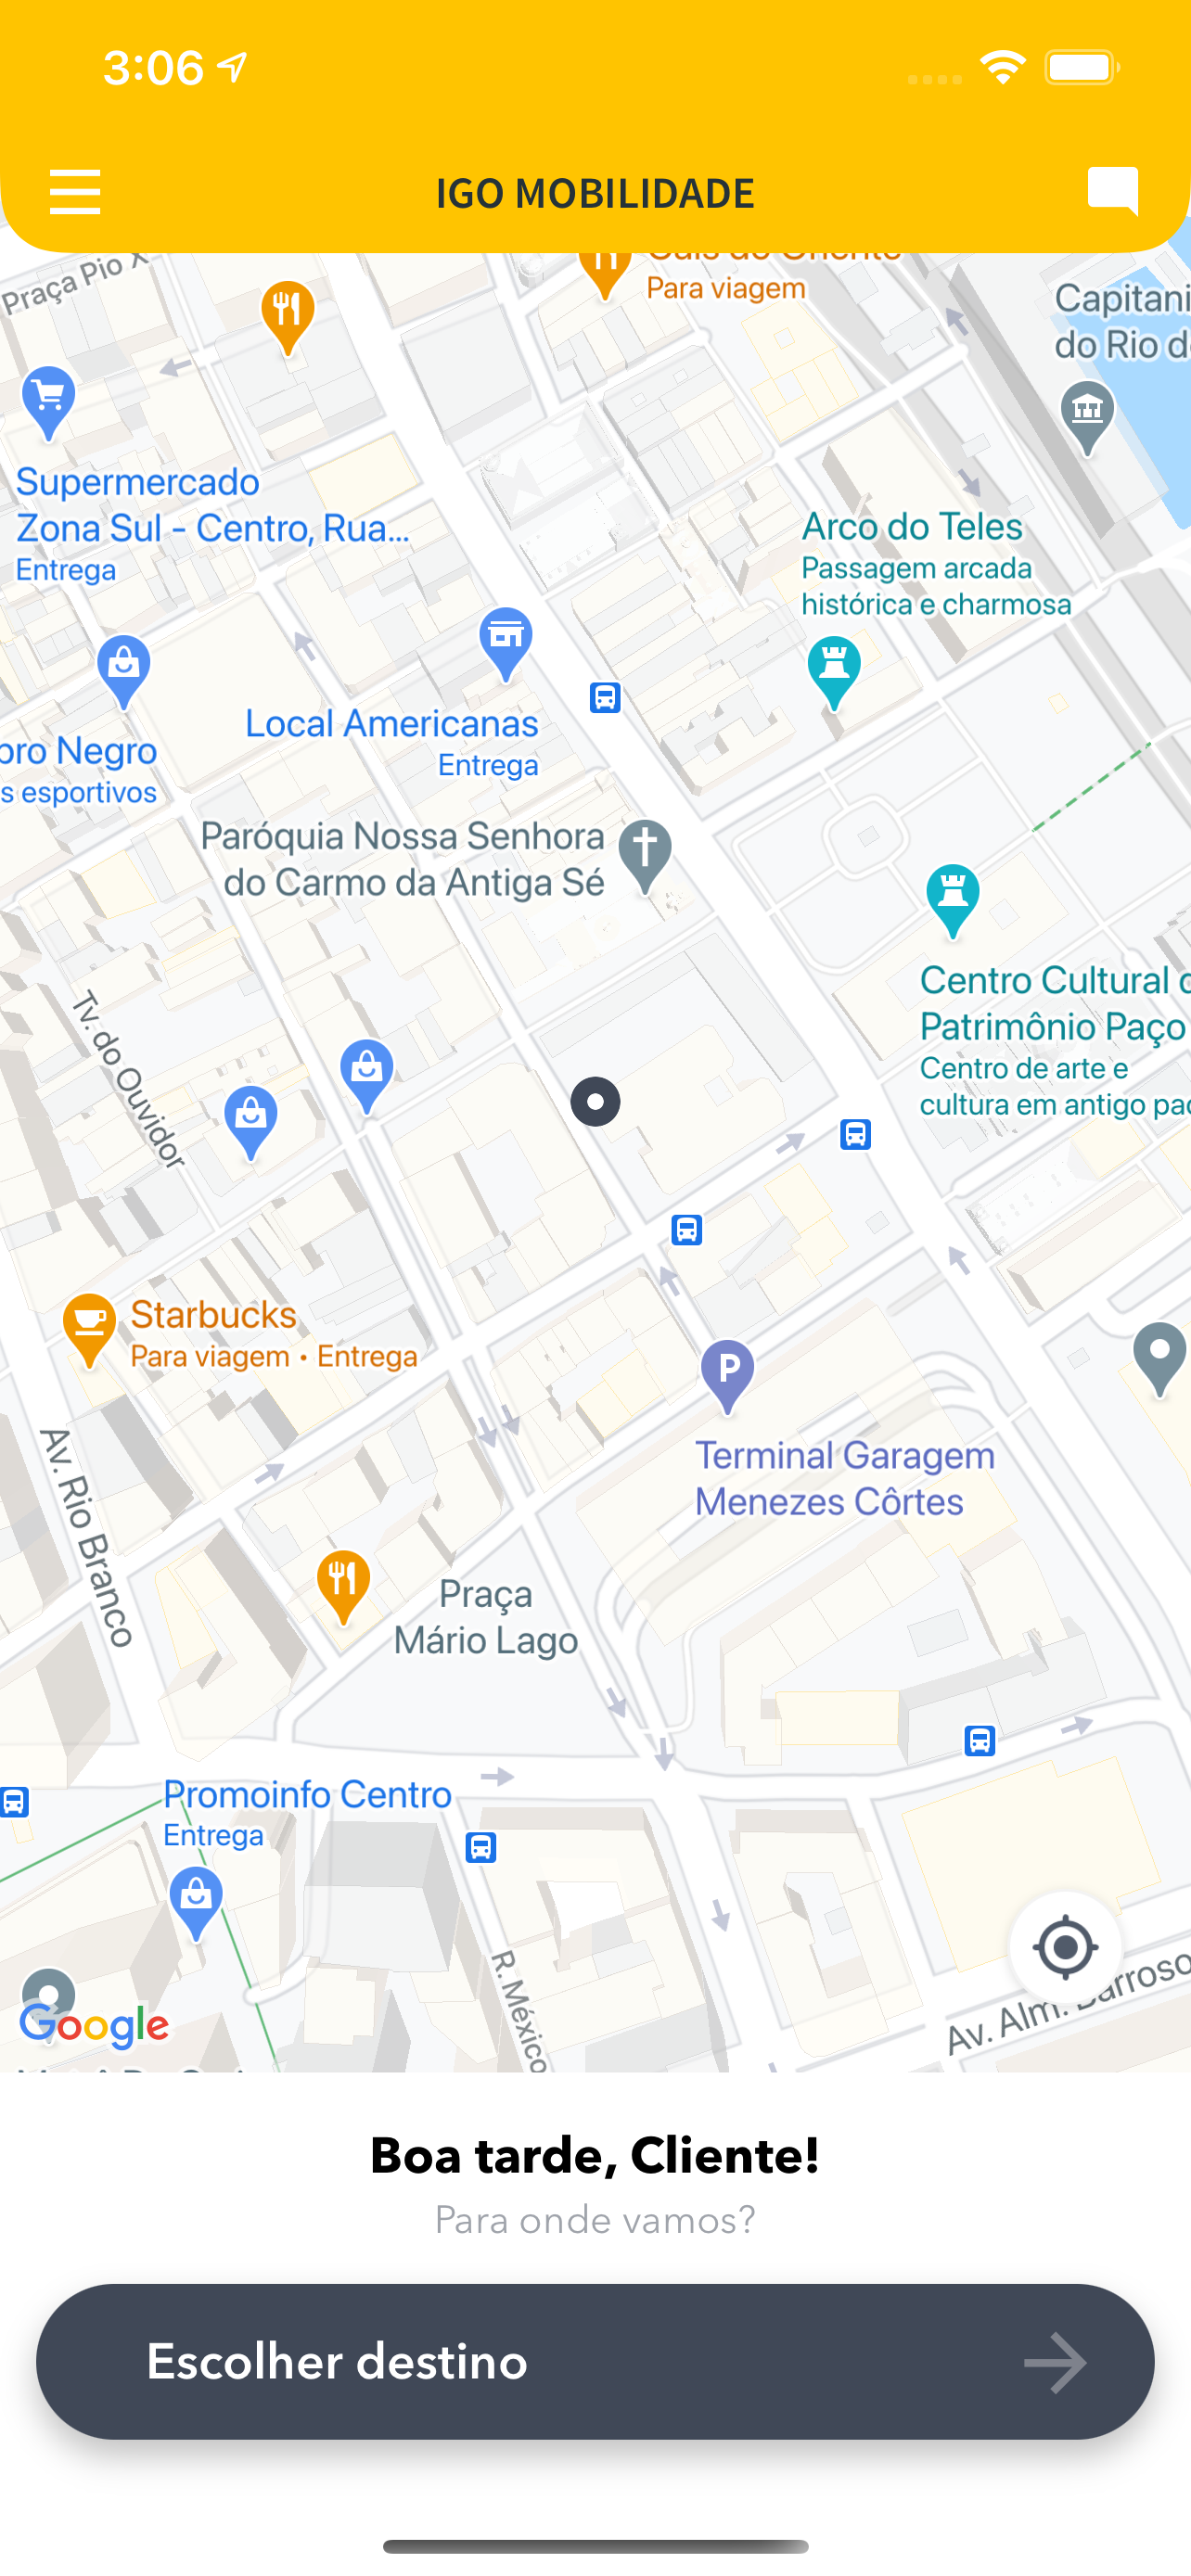 3:06
IGO MOBILIDADE
Praça Pio X
Para viagem
Capitani
do Rio d
Supermercado
Zona Sul - Centro, Rua...
Entrega
Arco do Teles
Passagem arcada
histórica e charmosa
Local Americanas
Entrega
bro Negro
s esportivos
Paróquia Nossa Senhora
do Carmo da Antiga Sé
Centro Cultural d
Patrimônio Paço
Centro de arte e
cultura em antigo pac
Tv. do Ouvidor
Starbucks
Para viagem • Entrega
P
Terminal Garagem
Menezes Côrtes
Av. Rio Branco
Praça
Mário Lago
Promoinfo Centro
Entrega
R. México
Av. Alm. Barroso
Google
Boa tarde, Cliente!
Para onde vamos?
Escolher destino